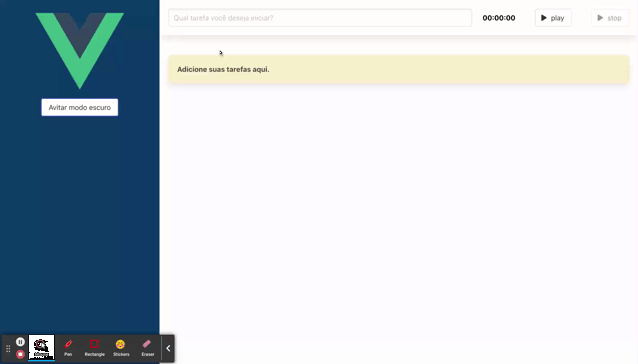 Qual tarefa você deseja iniciar?
00:00:00
play
stop
Adicione suas tarefas aqui.
Avitar modo escuro
Pen
Rectangle
Stickers
Eraser